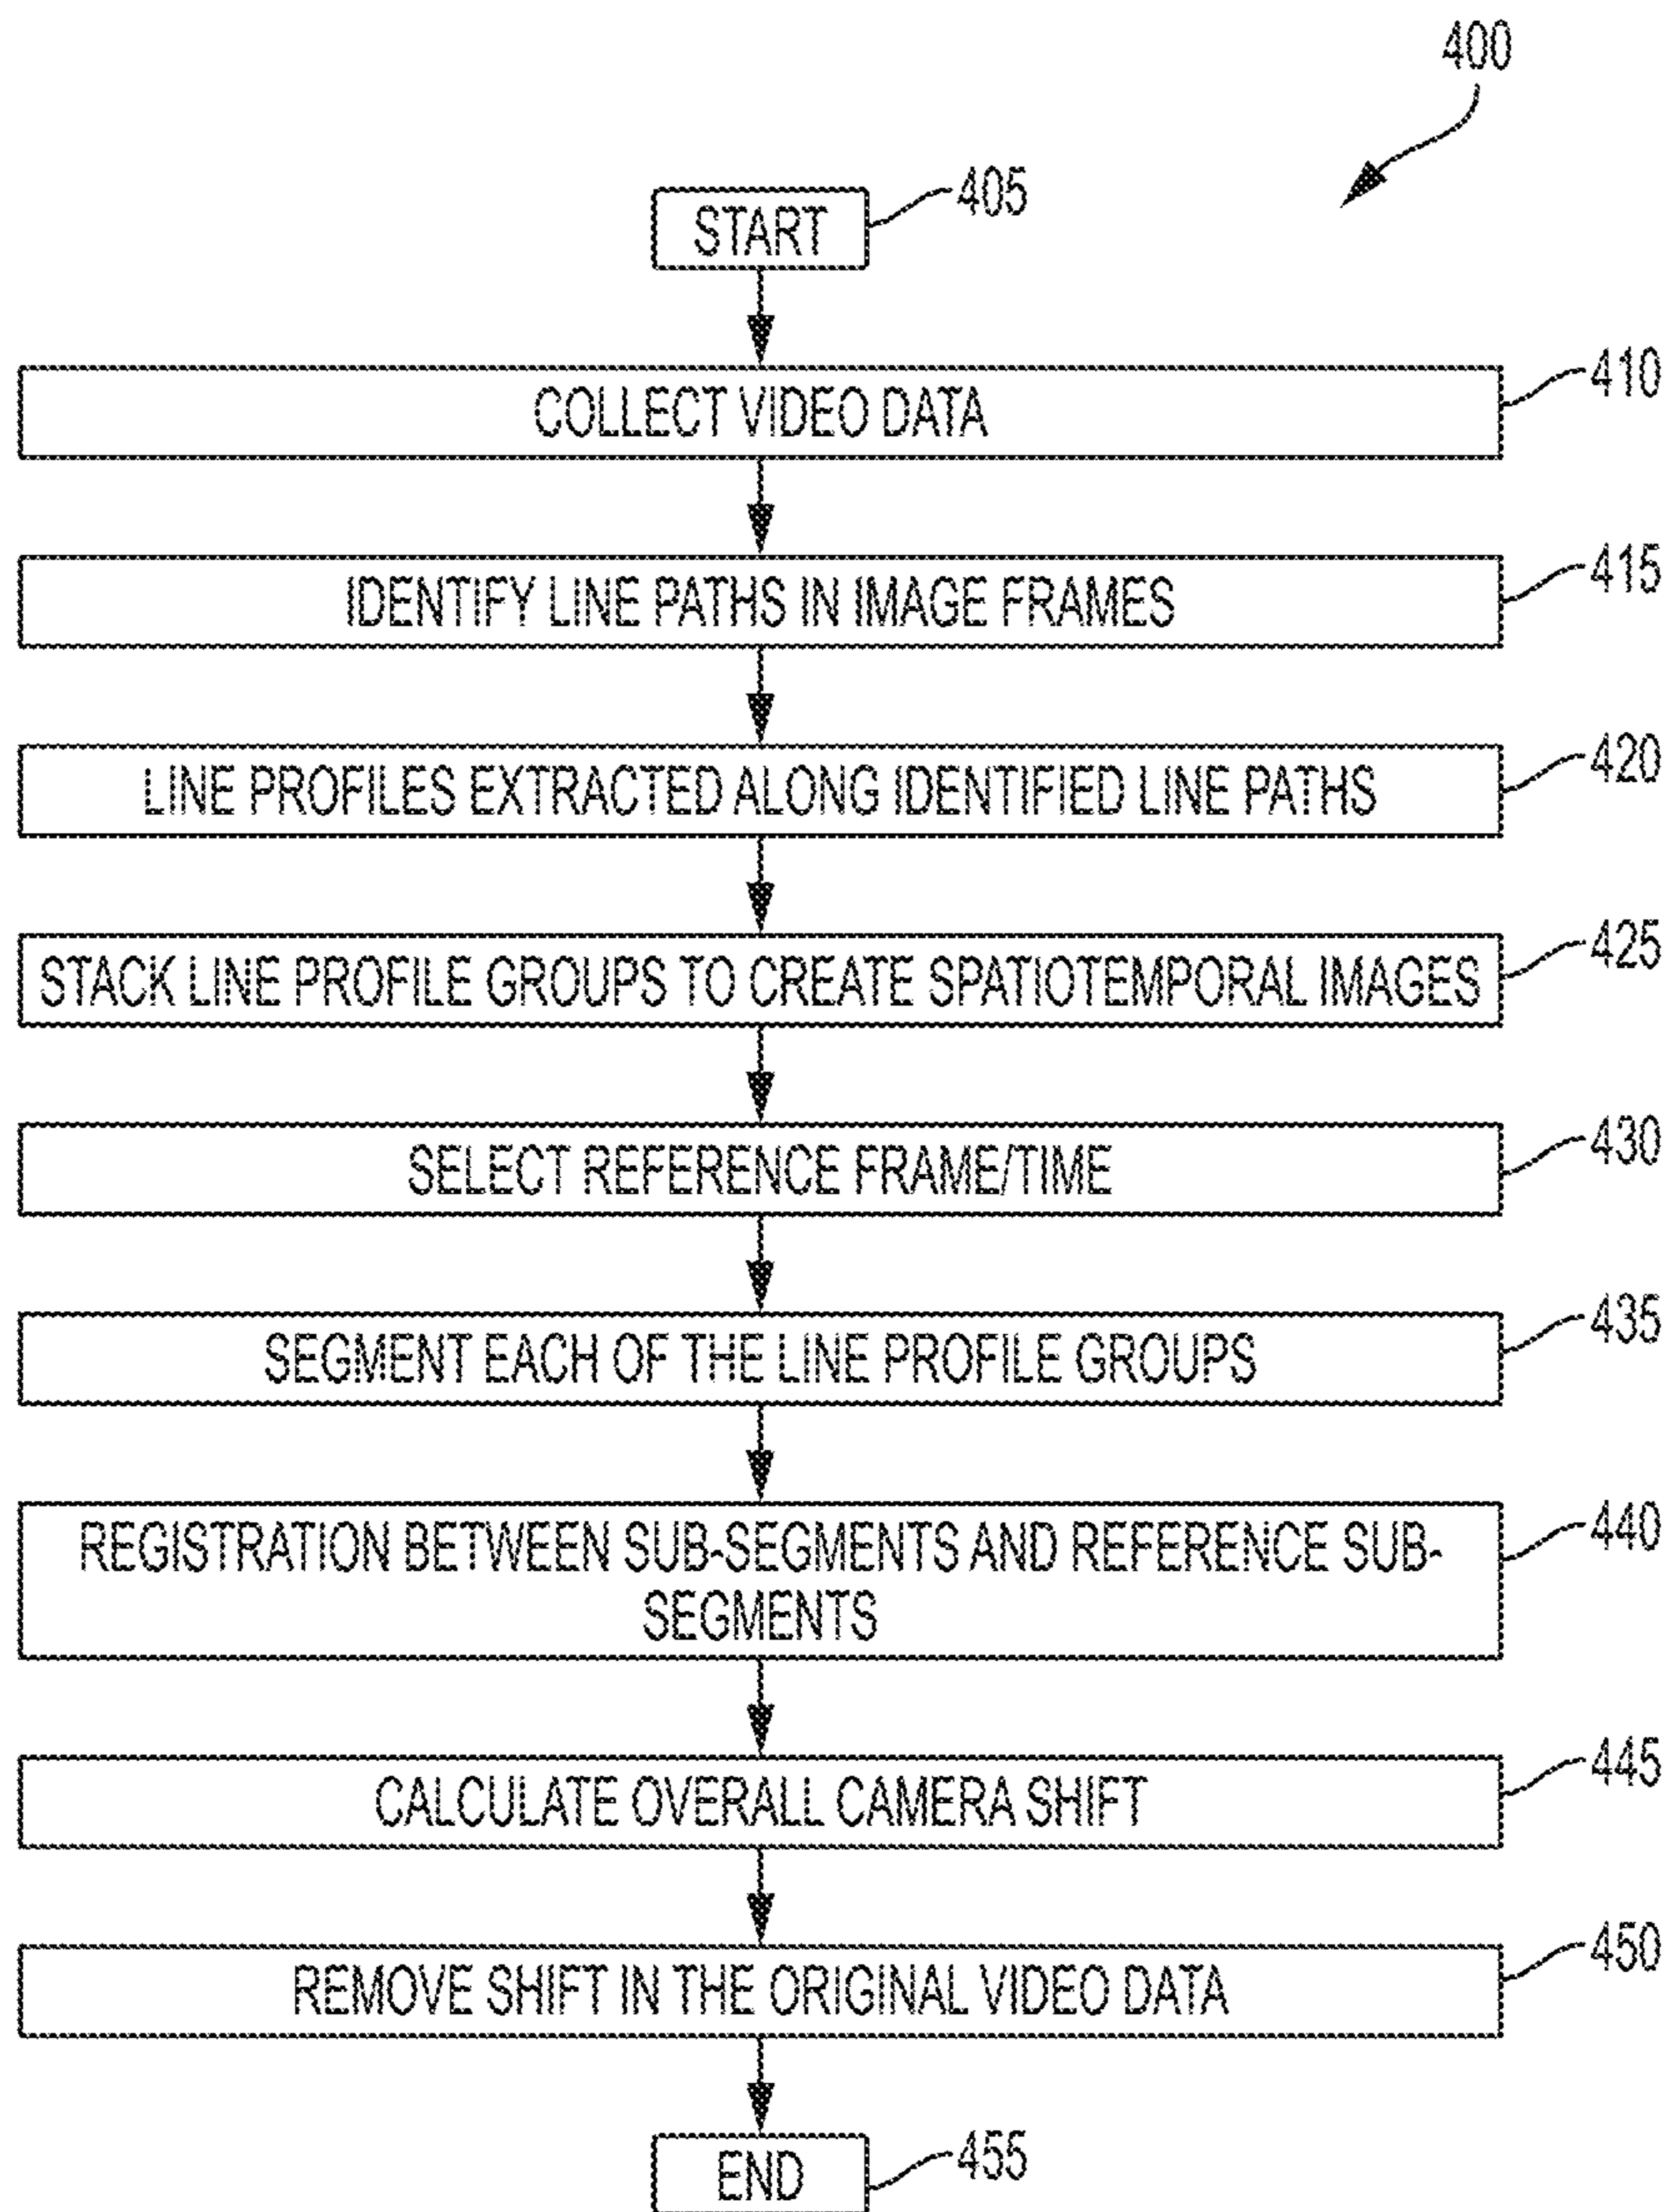 400
START
405
COLLECT VIDEO DATA
410
IDENTIFY LINE PATHS IN IMAGE FRAMES
415
LINE PROFILES EXTRACTED ALONG IDENTIFIED LINE PATHS
420
STACK LINE PROFILE GROUPS TO CREATE SPATIOTEMPORAL IMAGES
425
SELECT REFERENCE FRAME/TIME
430
SEGMENT EACH OF THE LINE PROFILE GROUPS
435
REGISTRATION BETWEEN SUB-SEGMENTS AND REFERENCE SUB-
SEGMENTS
440
CALCULATE OVERALL CAMERA SHIFT
445
REMOVE SHIFT IN THE ORIGINAL VIDEO DATA
450
END
455